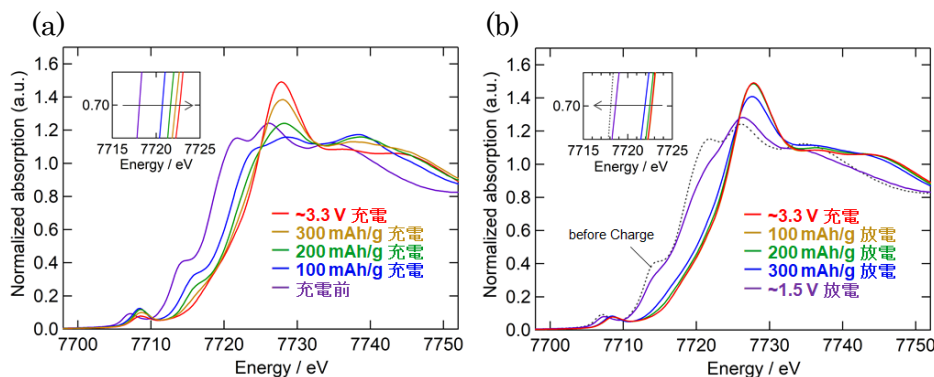 (a)
Normalized absorption (a.u.)
1.6
1.4
1.2
1.0
0.8
0.6
0.4
0.2
0.0
0.70
7715 7720 7725
Energy / eV
~3.3 V 充電
300 mAh/g 充電
200 mAh/g 充電
100 mAh/g 充電
充電前
7700 7710 7720 7730 7740 7750
Energy / eV
(b)
Normalized absorption (a.u.)
1.6
1.4
1.2
1.0
0.8
0.6
0.4
0.2
0.0
0.70
7715 7720 7725
Energy / eV
before Charge
~3.3 V 充電
100 mAh/g 放電
200 mAh/g 放電
300 mAh/g 放電
~1.5 V 放電
7700 7710 7720 7730 7740 7750
Energy / eV